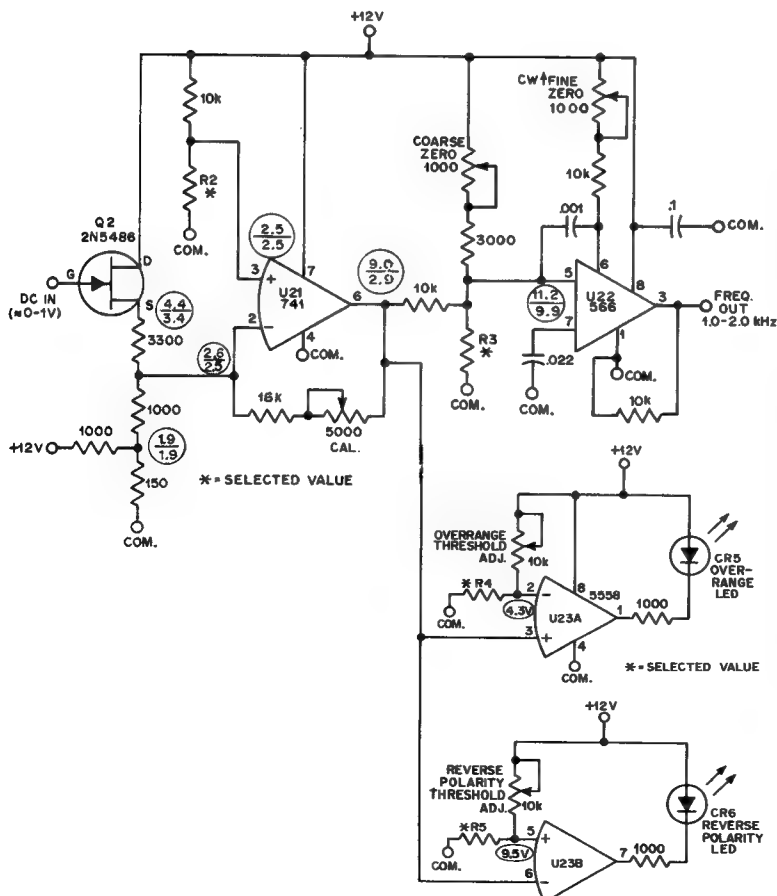 +12V
10k
R2
*
COM.
Q2
2N5486
G
D
S
DC IN
(≈0-1V)
4.4
3.4
3300
2.6
2.5
1000
1000
+12V
1.9
1.9
150
COM.
* = SELECTED VALUE
2.5
2.5
3
+
2
-
U21
741
7
6
4
COM.
9.0
2.9
10k
16k
5000
CAL.
COARSE
ZERO
1000
3000
R3
*
COM.
CW FINE
ZERO
1000
10k
.001
.1
COM.
11.2
9.9
5
6
8
7
U22
566
3
1
COM.
.022
COM.
10k
FREQ.
OUT
1.0-2.0 kHz
+12V
OVERRANGE
THRESHOLD
ADJ.
10k
*R4
COM.
4.3V
2
-
3
+
8
5558
U23A
1
4
COM.
1000
CR5
OVER-
RANGE
LED
* = SELECTED VALUE
+12V
REVERSE
POLARITY
THRESHOLD
ADJ.
10k
*R5
COM.
9.5V
5
+
6
-
U23B
7
1000
CR6
REVERSE
POLARITY
LED